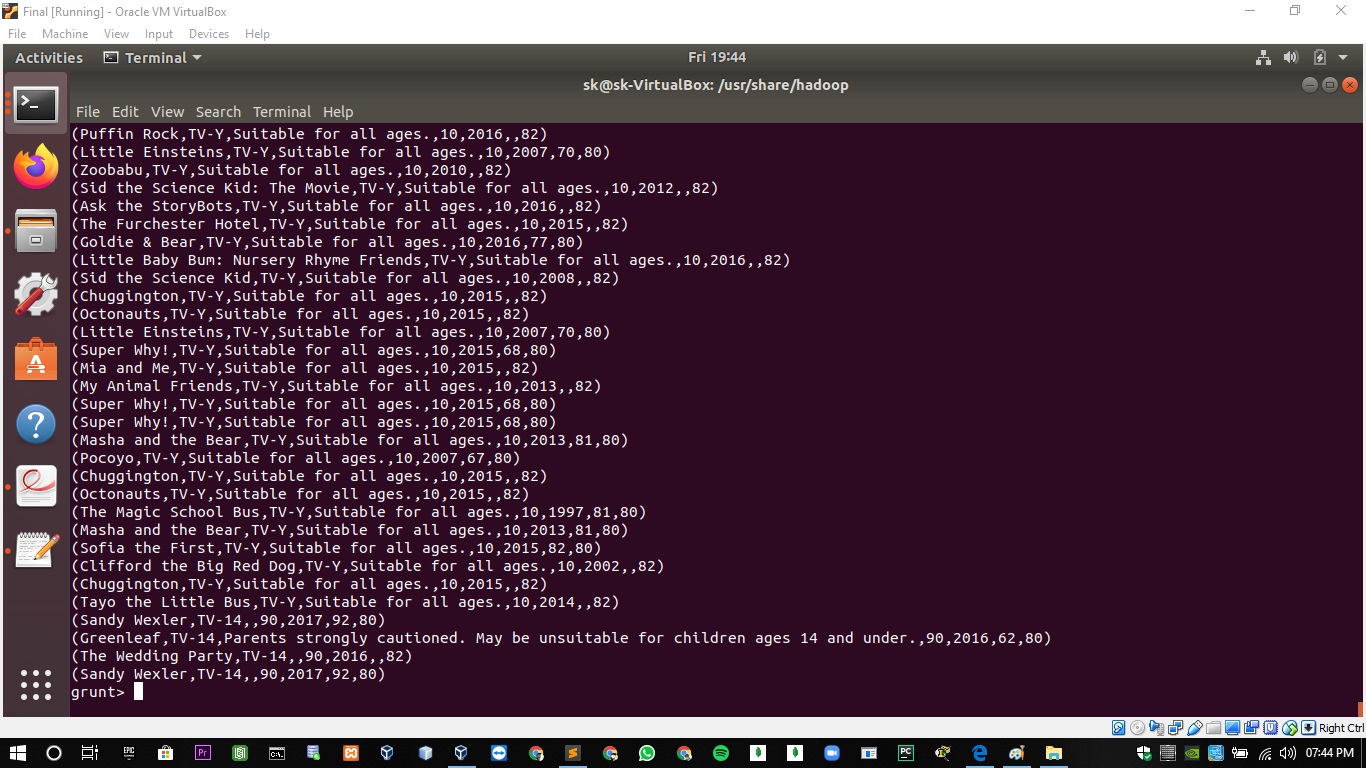 Final [Running] - Oracle VM VirtualBox
File Machine View Input Devices Help
Activities Terminal Fri 19:44
sk@sk-VirtualBox: /usr/share/hadoop
File Edit View Search Terminal Help
(Puffin Rock,TV-Y,Suitable for all ages.,10,2016,,82)
(Little Einsteins,TV-Y,Suitable for all ages.,10,2007,70,80)
(Zoobabu,TV-Y,Suitable for all ages.,10,2010,,82)
(Sid the Science Kid: The Movie,TV-Y,Suitable for all ages.,10,2012,,82)
(Ask the StoryBots,TV-Y,Suitable for all ages.,10,2016,,82)
(The Furchester Hotel,TV-Y,Suitable for all ages.,10,2015,,82)
(Goldie & Bear,TV-Y,Suitable for all ages.,10,2016,77,80)
(Little Baby Bum: Nursery Rhyme Friends,TV-Y,Suitable for all ages.,10,2016,,82)
(Sid the Science Kid,TV-Y,Suitable for all ages.,10,2008,,82)
(Chuggington,TV-Y,Suitable for all ages.,10,2015,,82)
(Octonauts,TV-Y,Suitable for all ages.,10,2015,,82)
(Little Einsteins,TV-Y,Suitable for all ages.,10,2007,70,80)
(Super Why!,TV-Y,Suitable for all ages.,10,2015,68,80)
(Mia and Me,TV-Y,Suitable for all ages.,10,2015,,82)
(My Animal Friends,TV-Y,Suitable for all ages.,10,2013,,82)
(Super Why!,TV-Y,Suitable for all ages.,10,2015,68,80)
(Super Why!,TV-Y,Suitable for all ages.,10,2015,68,80)
(Masha and the Bear,TV-Y,Suitable for all ages.,10,2013,81,80)
(Pocoyo,TV-Y,Suitable for all ages.,10,2007,67,80)
(Chuggington,TV-Y,Suitable for all ages.,10,2015,,82)
(Octonauts,TV-Y,Suitable for all ages.,10,2015,,82)
(The Magic School Bus,TV-Y,Suitable for all ages.,10,1997,81,80)
(Masha and the Bear,TV-Y,Suitable for all ages.,10,2013,81,80)
(Sofia the First,TV-Y,Suitable for all ages.,10,2015,82,80)
(Clifford the Big Red Dog,TV-Y,Suitable for all ages.,10,2002,,82)
(Chuggington,TV-Y,Suitable for all ages.,10,2015,,82)
(Tayo the Little Bus,TV-Y,Suitable for all ages.,10,2014,,82)
(Sandy Wexler,TV-14,,90,2017,92,80)
(Greenleaf,TV-14,Parents strongly cautioned. May be unsuitable for children ages 14 and under.,90,2016,62,80)
(The Wedding Party,TV-14,,90,2016,,82)
(Sandy Wexler,TV-14,,90,2017,92,80)
grunt>
Right Ctrl
EPIC Pr C:\ PC 07:44 PM